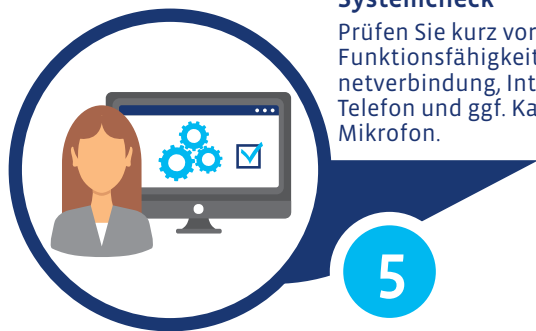 Systemcheck
Prüfen Sie kurz vor
Funktionsfähigkeit
netverbindung, Int
Telefon und ggf. Ka
Mikrofon.
5